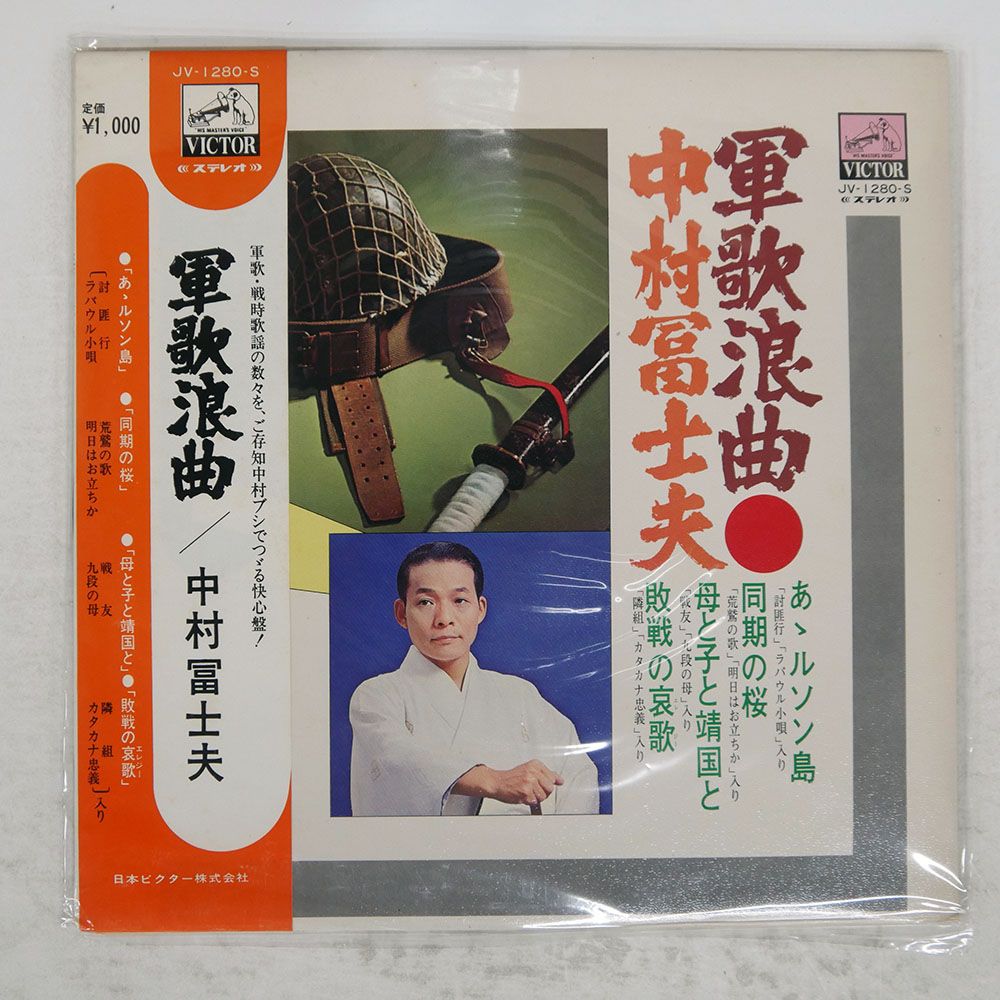 JV-1280-S
"HIS MASTER'S VOICE"
VICTOR
ステレオ
定価
¥1,000
軍歌・戦時歌謡の数々を、ご存知中村ブシでつゞる快心盤!
軍歌浪曲/中村冨士夫
●「あゝルソン島」
〔討匪行
ラバウル小唄
●「同期の桜」
荒鷲の歌
明日はお立ちか
●「母と子と靖国と」
戦友
九段の母
●「敗戦の哀歌」
エレジー
隣組
カタカナ忠義〕入り
日本ビクター株式会社
"HIS MASTER'S VOICE"
VICTOR
JV-1280-S
ステレオ
軍歌浪曲●
中村冨士夫
あゝルソン島
「討匪行」「ラバウル小唄」入り
同期の桜
「荒鷲の歌」「明日はお立ちか」入り
母と子と靖国と
「戦友」「九段の母」入り
敗戦の哀歌
エレジー
「隣組」「カタカナ忠義」入り